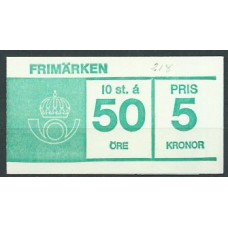 FRIMÄRKEN
10 st. á
50
ÖRE
PRIS
5
KRONOR